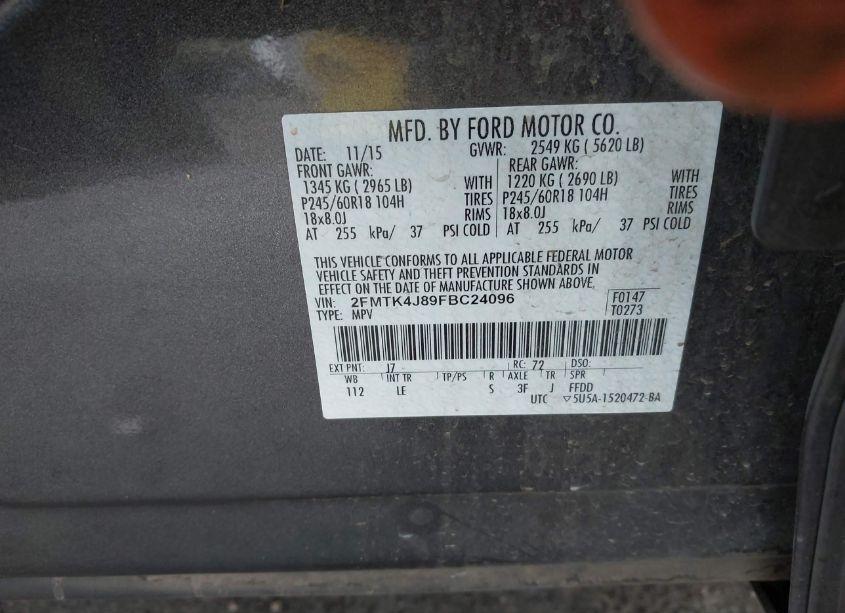 MFD. BY FORD MOTOR CO.
DATE: 11/15 GVWR: 2549 KG ( 5620 LB)
FRONT GAWR: REAR GAWR:
1345 KG ( 2965 LB) WITH 1220 KG ( 2690 LB) WITH
P245/60R18 104H TIRES P245/60R18 104H TIRES
18x8.0J RIMS 18x8.0J RIMS
AT 255 kPa/ 37 PSI COLD AT 255 kPa/ 37 PSI COLD
THIS VEHICLE CONFORMS TO ALL APPLICABLE FEDERAL MOTOR
VEHICLE SAFETY AND THEFT PREVENTION STANDARDS IN
EFFECT ON THE DATE OF MANUFACTURE SHOWN ABOVE.
VIN: 2FMTK4J89FBC24096 F0147
TYPE: MPV T0273
EXT PNT: J7 RC: 72 DSO:
WB INT TR TP/PS R AXLE TR SPR
112 LE S 3F J FFDD
UTC ▽5U5A-1520472-BA